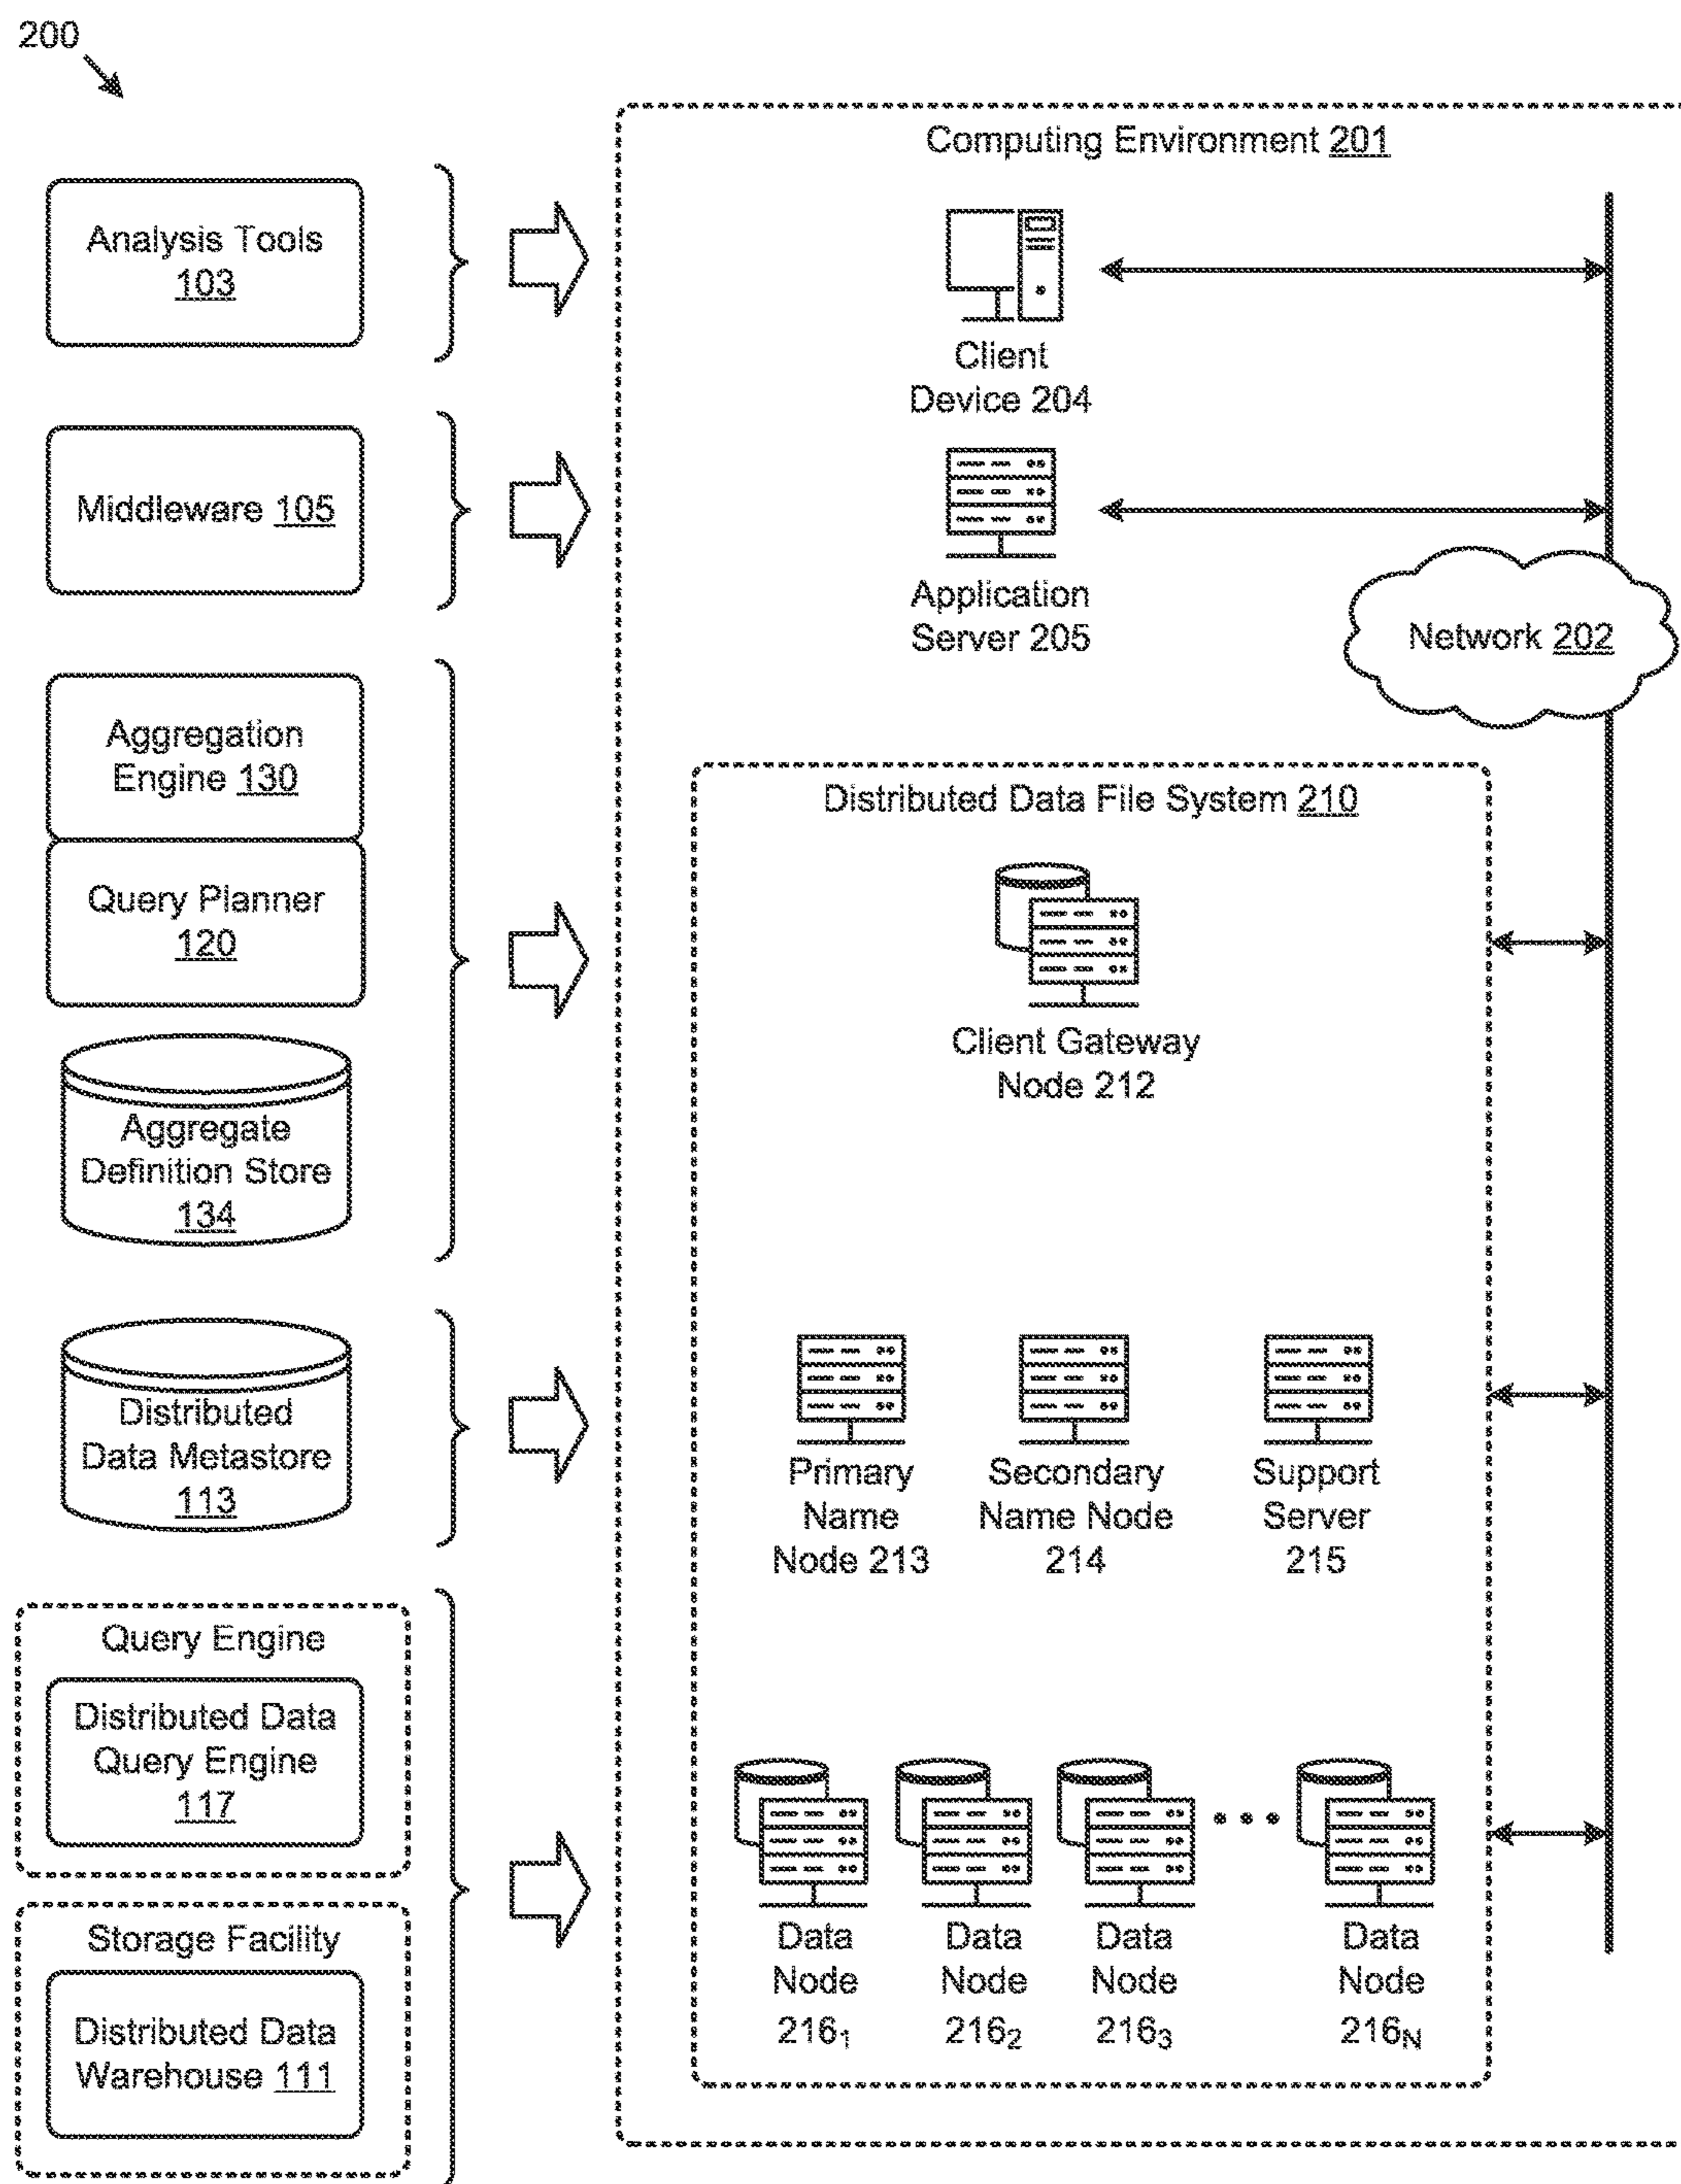 200
Computing Environment 201
Analysis Tools
103
Client
Device 204
Middleware 105
Application
Server 205
Network 202
Aggregation
Engine 130
Query Planner
120
Aggregate
Definition Store
134
Distributed Data File System 210
Client Gateway
Node 212
Distributed
Data Metastore
113
Primary
Name
Node 213
Secondary
Name Node
214
Support
Server
215
Query Engine
Distributed Data
Query Engine
117
Storage Facility
Distributed Data
Warehouse 111
Data
Node
216₁
Data
Node
216₂
Data
Node
216₃
Data
Node
216N